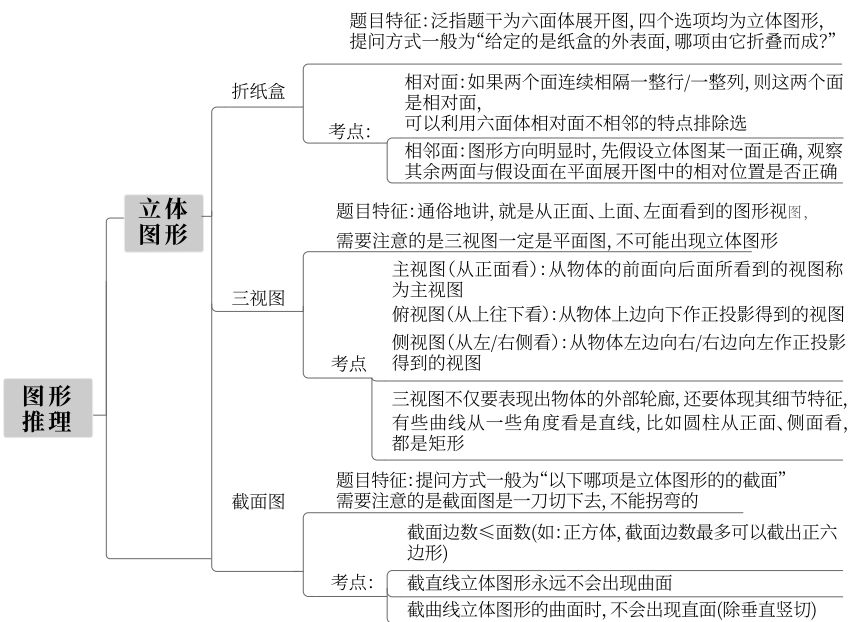 题目特征:泛指题干为六面体展开图,四个选项均为立体图形,
提问方式一般为“给定的是纸盒的外表面,哪项由它折叠而成?”
折纸盒
相对面:如果两个面连续相隔一整行/一整列,则这两个面
是相对面,
可以利用六面体相对面不相邻的特点排除选
考点:
相邻面:图形方向明显时,先假设立体图某一面正确,观察
其余两面与假设面在平面展开图中的相对位置是否正确
立体
图形
题目特征:通俗地讲,就是从正面、上面、左面看到的图形视图,
需要注意的是三视图一定是平面图,不可能出现立体图形
三视图
主视图(从正面看):从物体的前面向后面所看到的视图称
为主视图
俯视图(从上往下看):从物体上边向下作正投影得到的视图
侧视图(从左/右侧看):从物体左边向右/右边向左作正投影
得到的视图
考点
三视图不仅要表现出物体的外部轮廓,还要体现其细节特征,
有些曲线从一些角度看是直线,比如圆柱从正面、侧面看,
都是矩形
图形
推理
题目特征:提问方式一般为“以下哪项是立体图形的的截面”
需要注意的是截面图是一刀切下去,不能拐弯的
截面图
截面边数≤面数(如:正方体,截面边数最多可以截出正六
边形)
考点:
截直线立体图形永远不会出现曲面
截曲线立体图形的曲面时,不会出现直面(除垂直竖切)